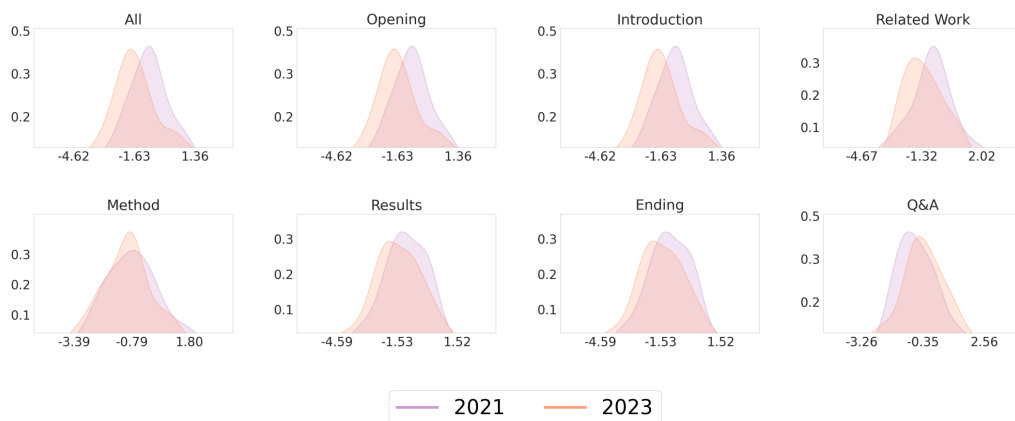 All Opening Introduction Related Work
0.5 0.5 0.5
0.3 0.3 0.3 0.3
0.2 0.2 0.2 0.2
0.1
-4.62 -1.63 1.36 -4.62 -1.63 1.36 -4.62 -1.63 1.36 -4.67 -1.32 2.02
Method Results Ending Q&A
0.5
0.3 0.3 0.3 0.3
0.2 0.2 0.2 0.2
0.1 0.1 0.1
-3.39 -0.79 1.80 -4.59 -1.53 1.52 -4.59 -1.53 1.52 -3.26 -0.35 2.56
2021 2023